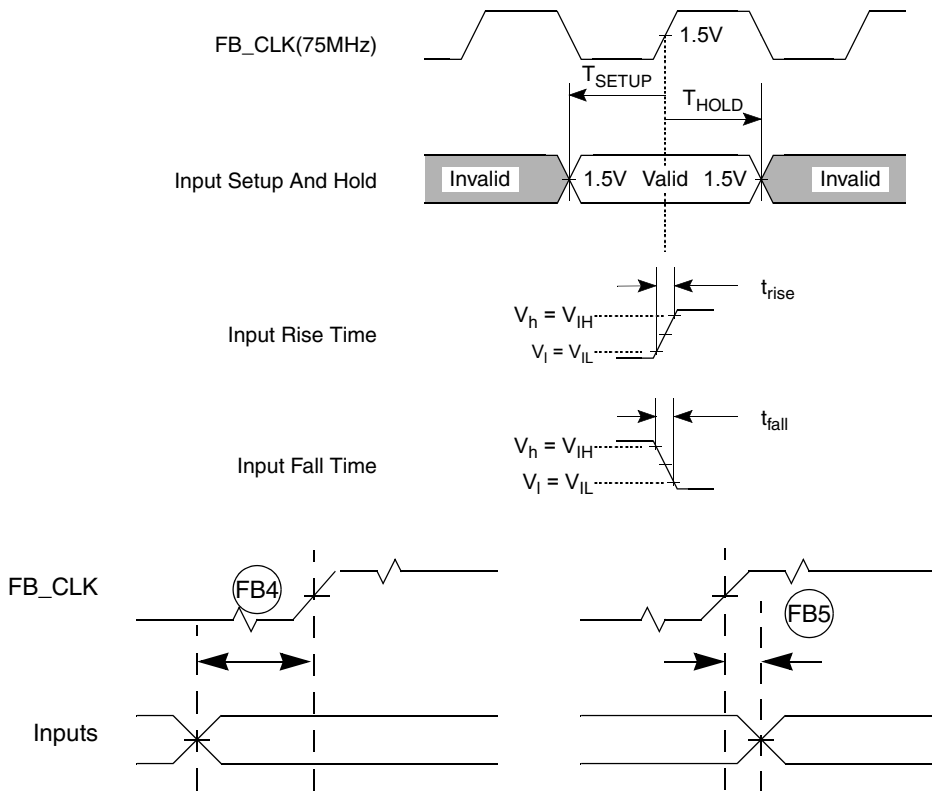 FB_CLK(75MHz)
1.5V
TSETUP
THOLD
Input Setup And Hold
Invalid
1.5V Valid 1.5V
Invalid
trise
Vh = VIH
Input Rise Time
Vl = VIL
tfall
Vh = VIH
Input Fall Time
Vl = VIL
FB_CLK
FB4
FB5
Inputs